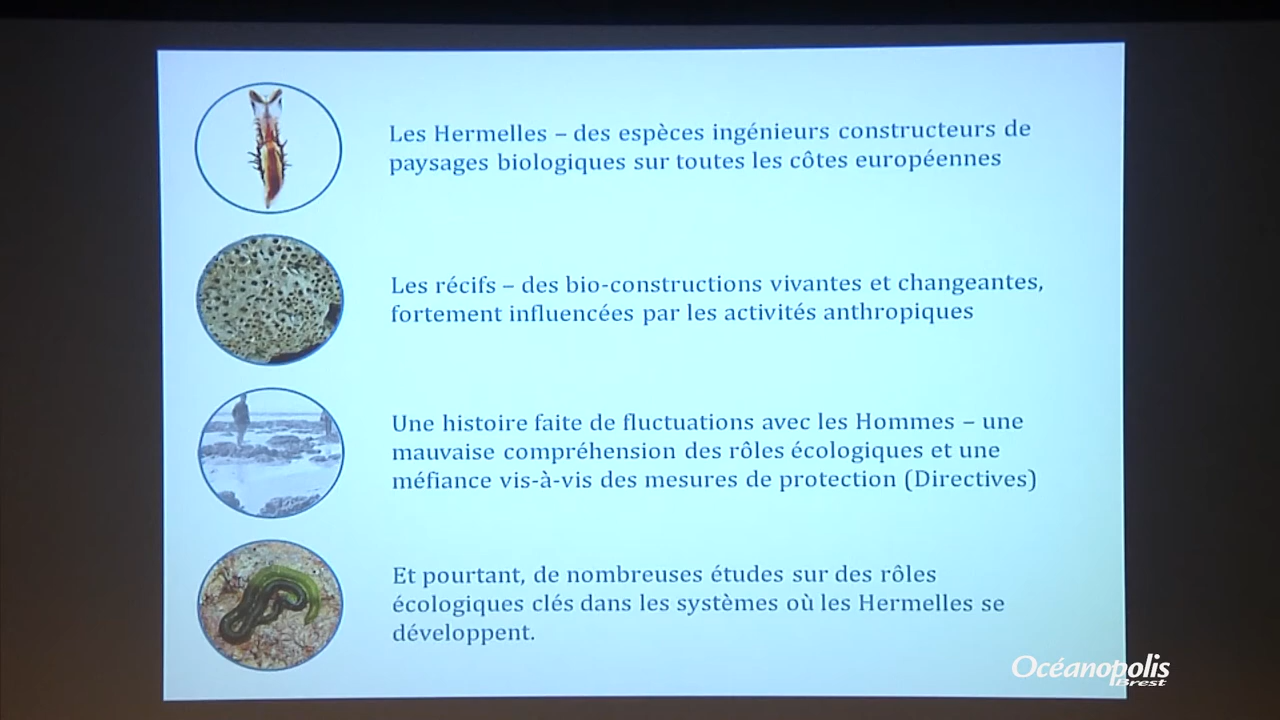 Les Hermelles – des espèces ingénieurs constructeurs de
paysages biologiques sur toutes les côtes européennes
Les récifs – des bio-constructions vivantes et changeantes,
fortement influencées par les activités anthropiques
Une histoire faite de fluctuations avec les Hommes – une
mauvaise compréhension des rôles écologiques et une
méfiance vis-à-vis des mesures de protection (Directives)
Et pourtant, de nombreuses études sur des rôles
écologiques clés dans les systèmes où les Hermelles se
développent.
Océanopolis
Brest